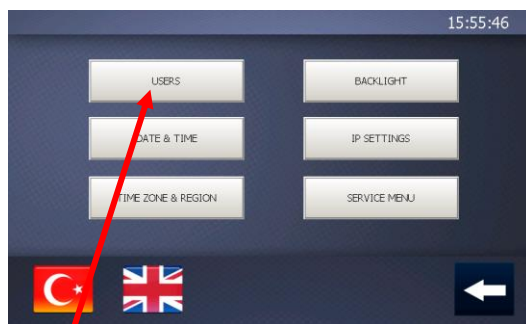 15:55:46
USERS
BACKLIGHT
DATE & TIME
IP SETTINGS
TIME ZONE & REGION
SERVICE MENU